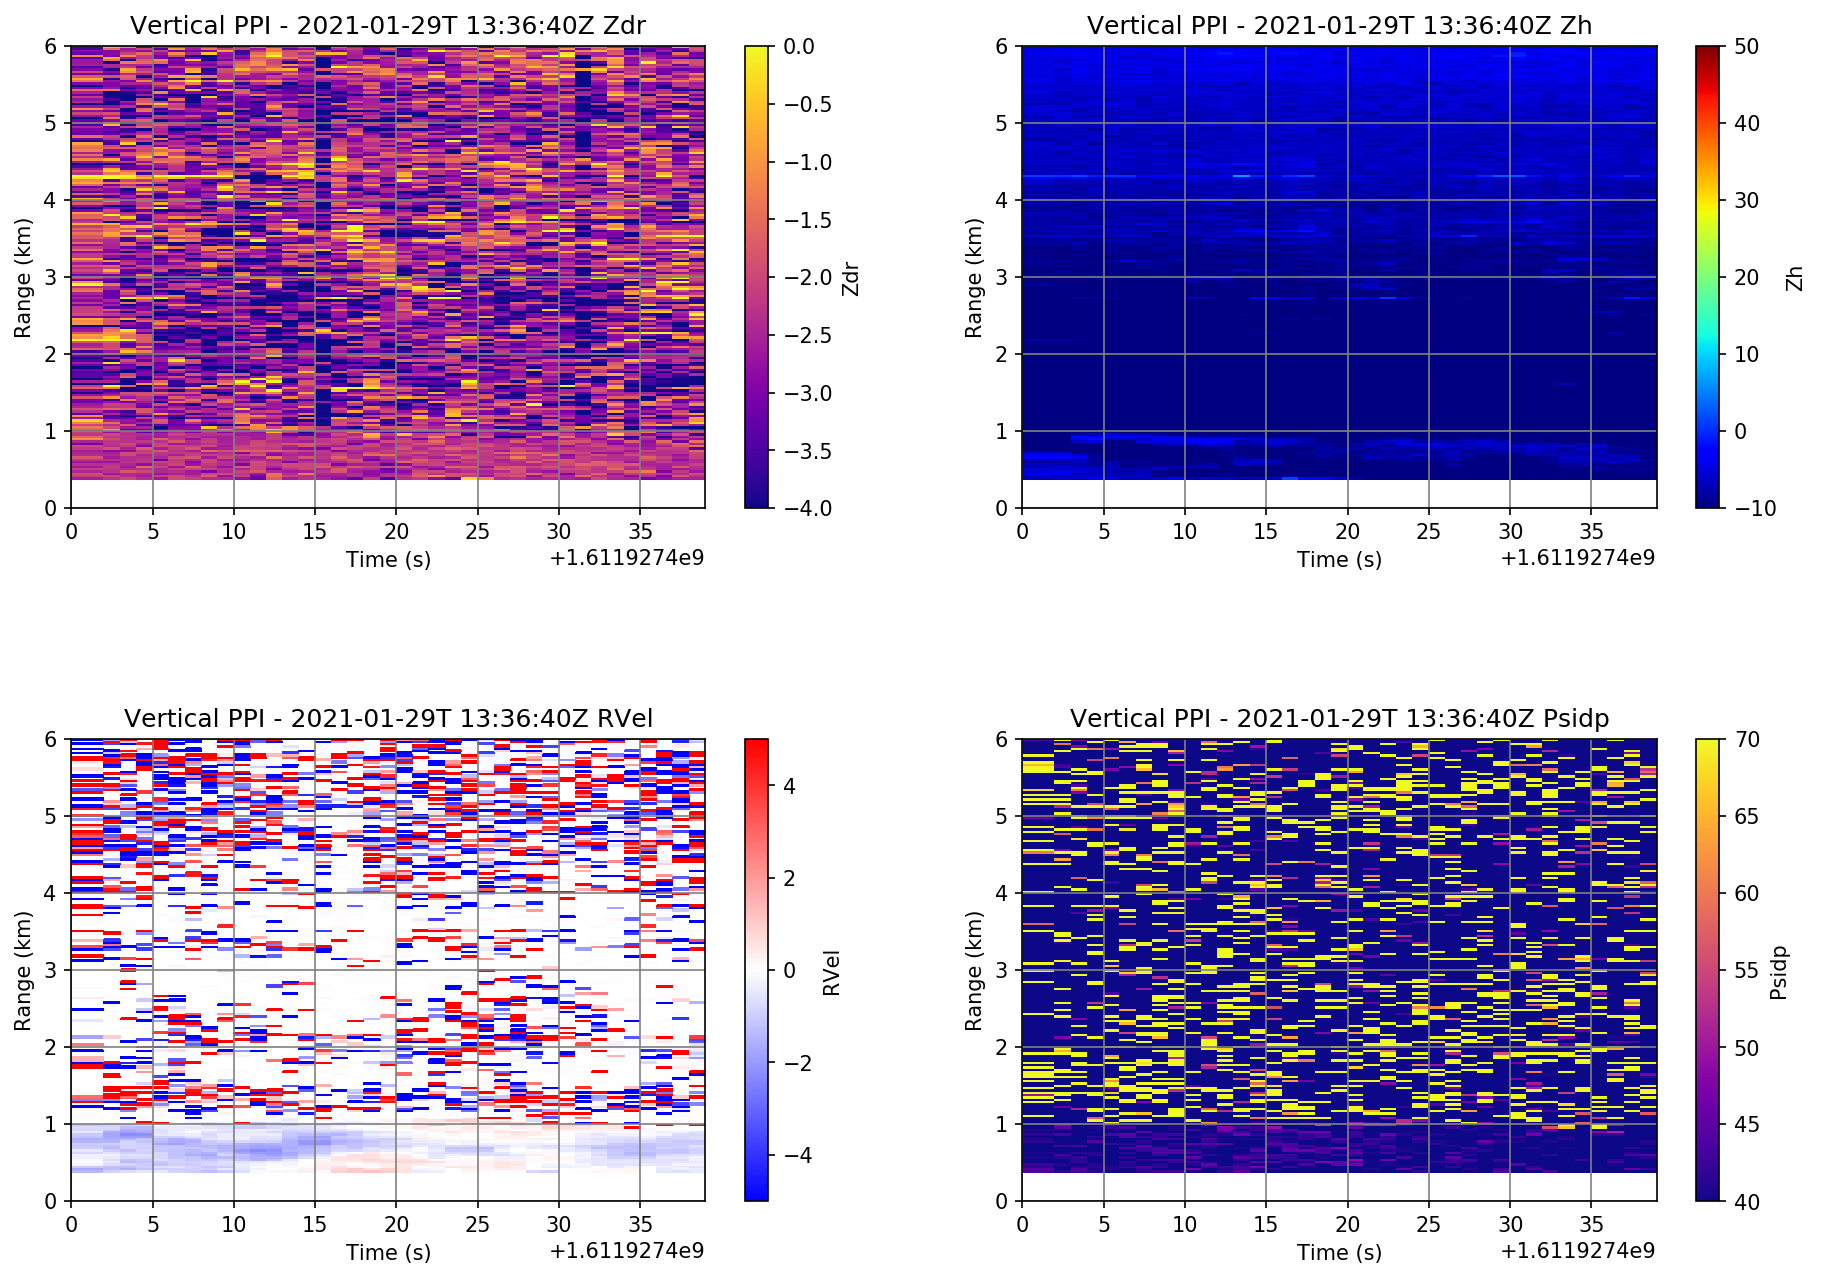 Vertical PPI - 2021-01-29T 13:36:40Z Zdr
6
5
4
3
2
1
0
Range (km)
0 5 10 15 20 25 30 35
Time (s)
+1.6119274e9
0.0
−0.5
−1.0
−1.5
−2.0
−2.5
−3.0
−3.5
−4.0
Zdr
Vertical PPI - 2021-01-29T 13:36:40Z Zh
6
5
4
3
2
1
0
Range (km)
0 5 10 15 20 25 30 35
Time (s)
+1.6119274e9
50
40
30
20
10
0
−10
Zh
Vertical PPI - 2021-01-29T 13:36:40Z RVel
6
5
4
3
2
1
0
Range (km)
0 5 10 15 20 25 30 35
Time (s)
+1.6119274e9
4
2
0
−2
−4
RVel
Vertical PPI - 2021-01-29T 13:36:40Z Psidp
6
5
4
3
2
1
0
Range (km)
0 5 10 15 20 25 30 35
Time (s)
+1.6119274e9
70
65
60
55
50
45
40
Psidp